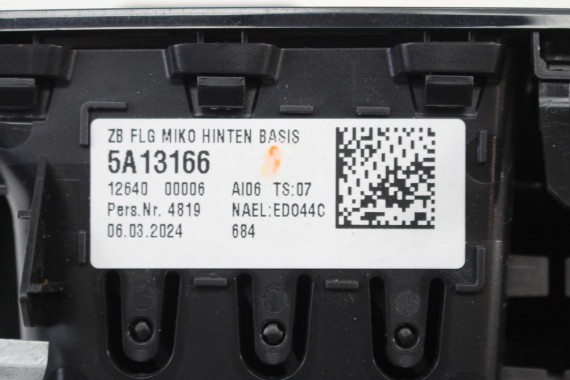 ZB FLG MIKO HINTEN BASIS
5A13166
12640 00006 AI06 TS:07
Pers.Nr. 4819 NAEL:ED044C
06.03.2024 684